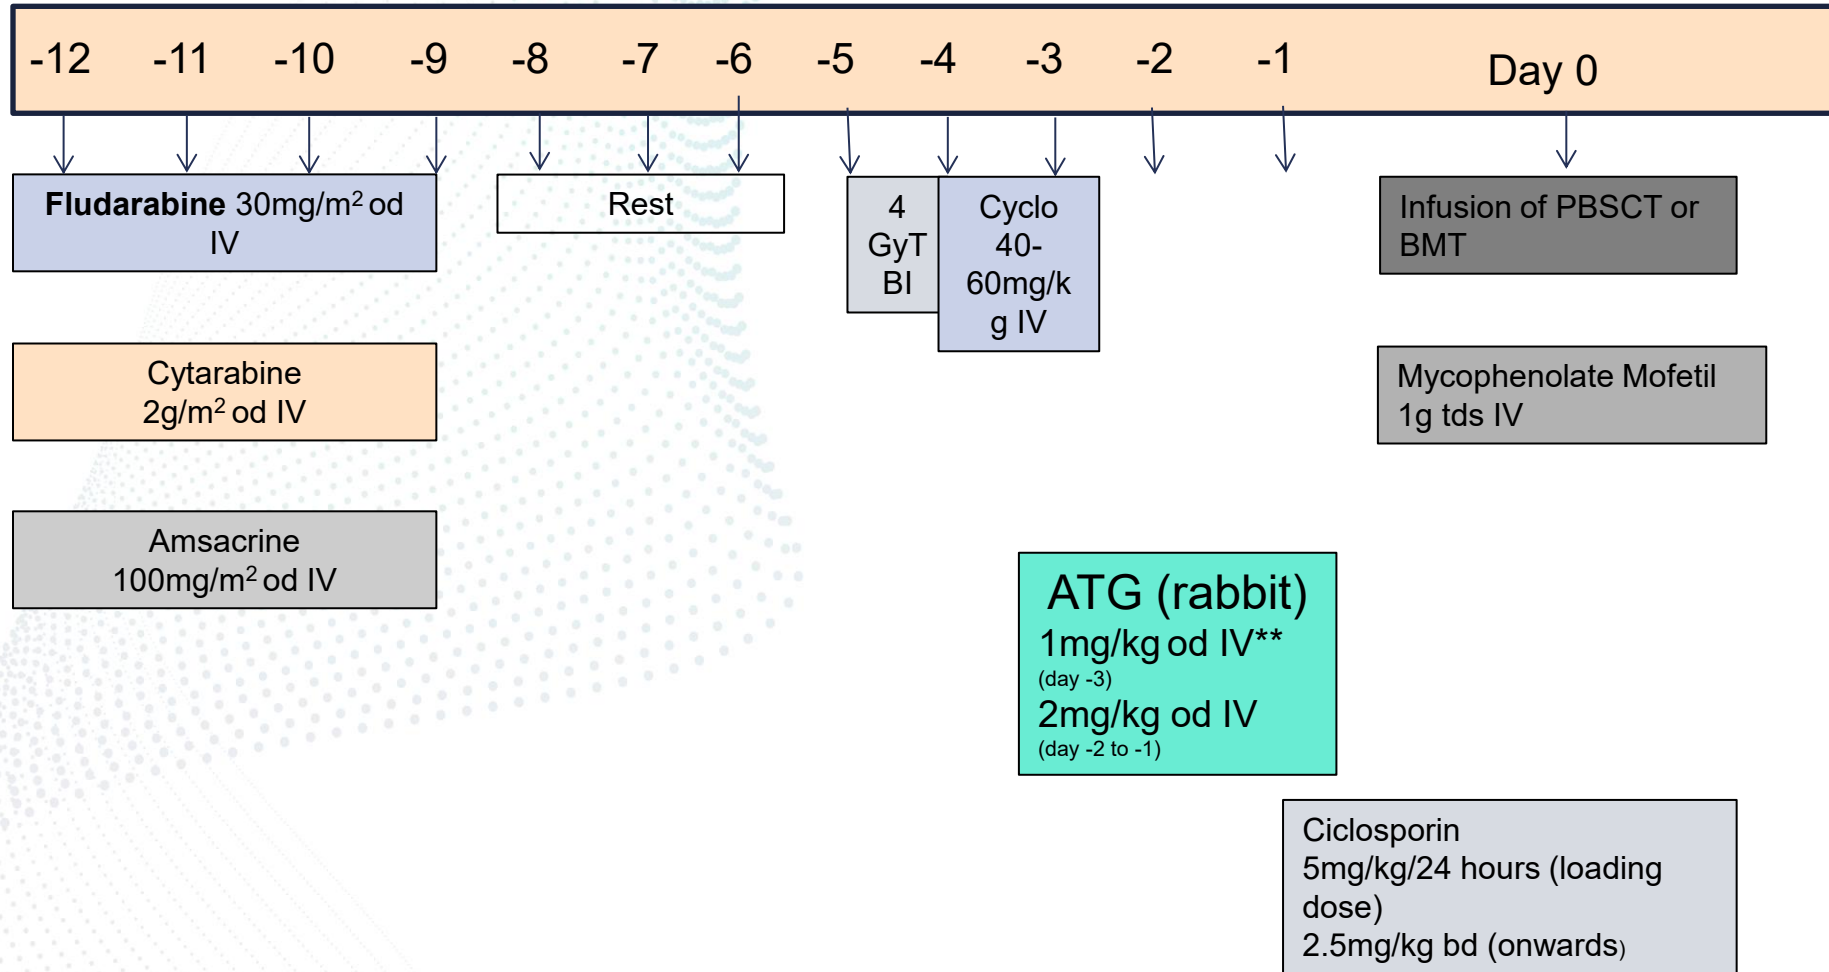 -12 -11 -10 -9 -8 -7 -6 -5 -4 -3 -2 -1 Day 0
Fludarabine 30mg/m² od
IV
Rest
4
GyT
BI
Cyclo
40-
60mg/k
g IV
Infusion of PBSCT or
BMT
Cytarabine
2g/m² od IV
Mycophenolate Mofetil
1g tds IV
Amsacrine
100mg/m² od IV
ATG (rabbit)
1mg/kg od IV**
(day -3)
2mg/kg od IV
(day -2 to -1)
Ciclosporin
5mg/kg/24 hours (loading
dose)
2.5mg/kg bd (onwards)